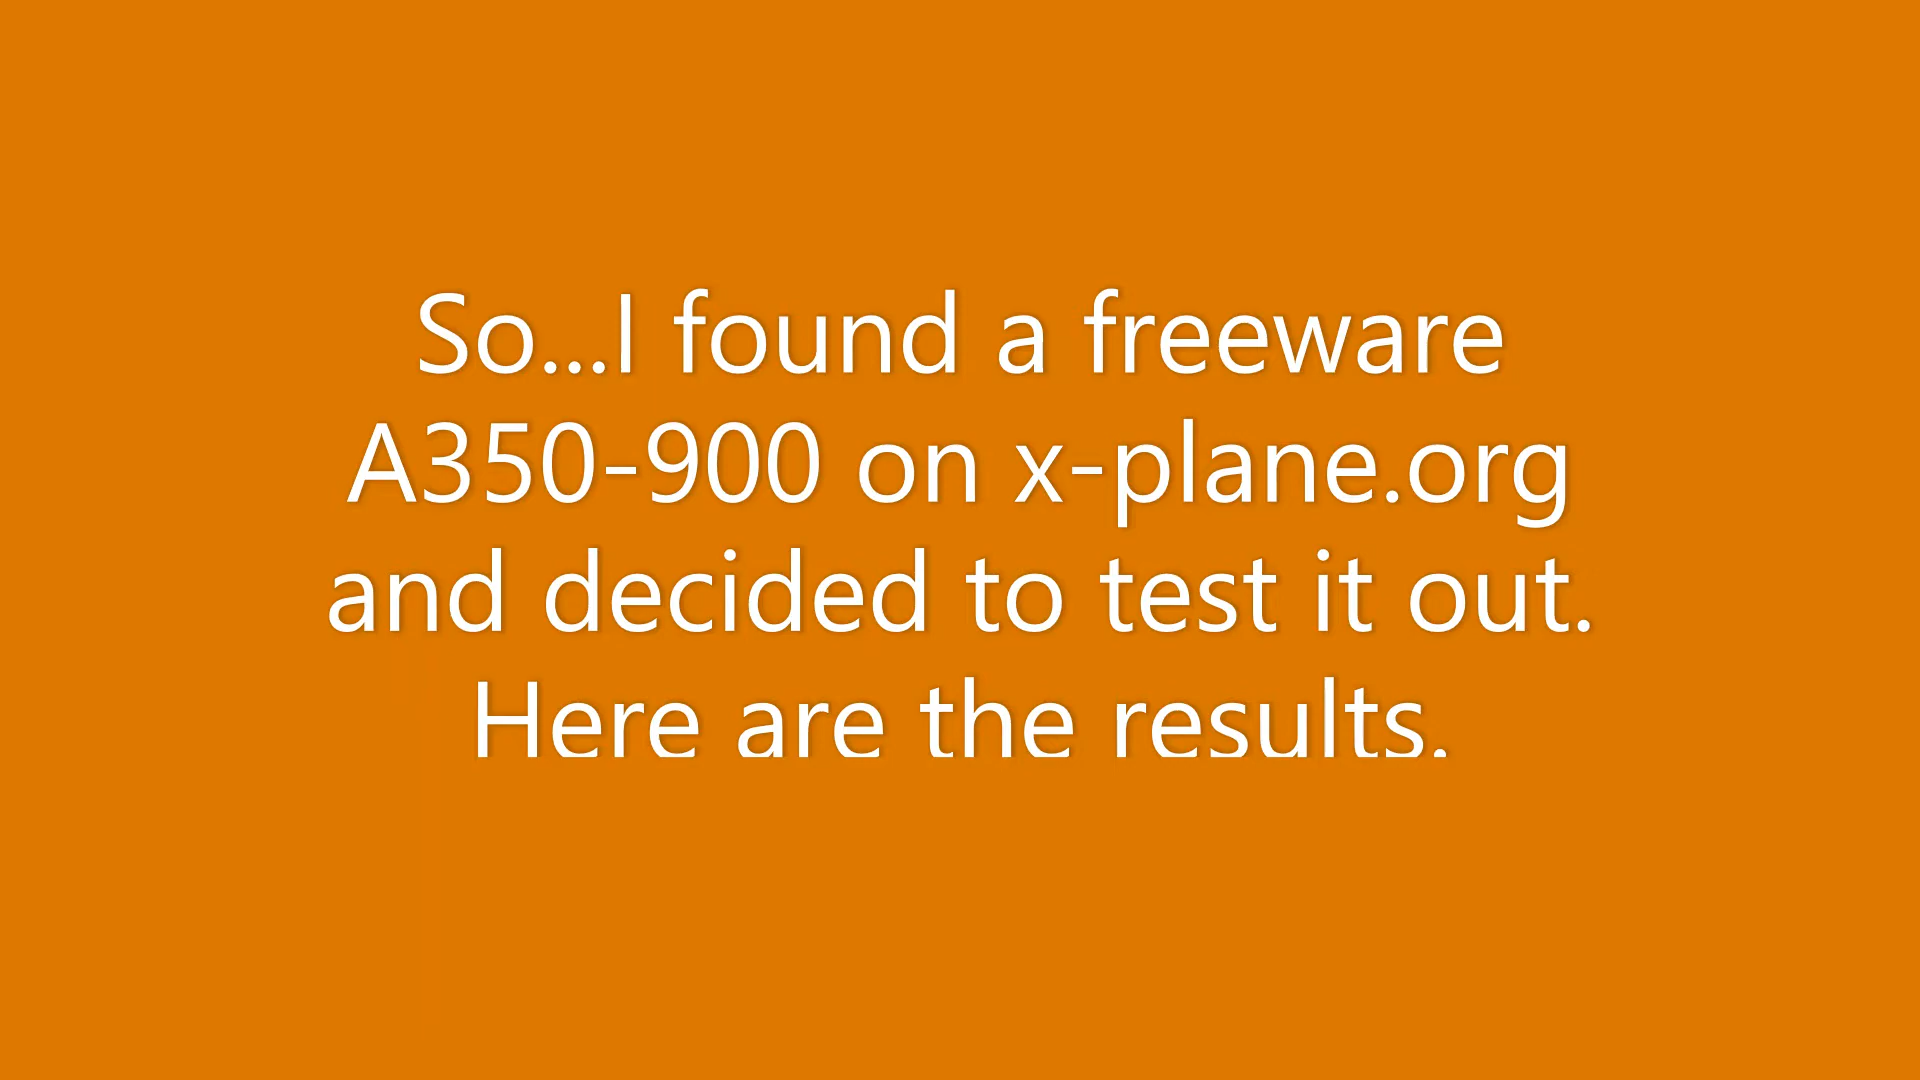 So...I found a freeware
A350-900 on x-plane.org
and decided to test it out.
Here are the results.